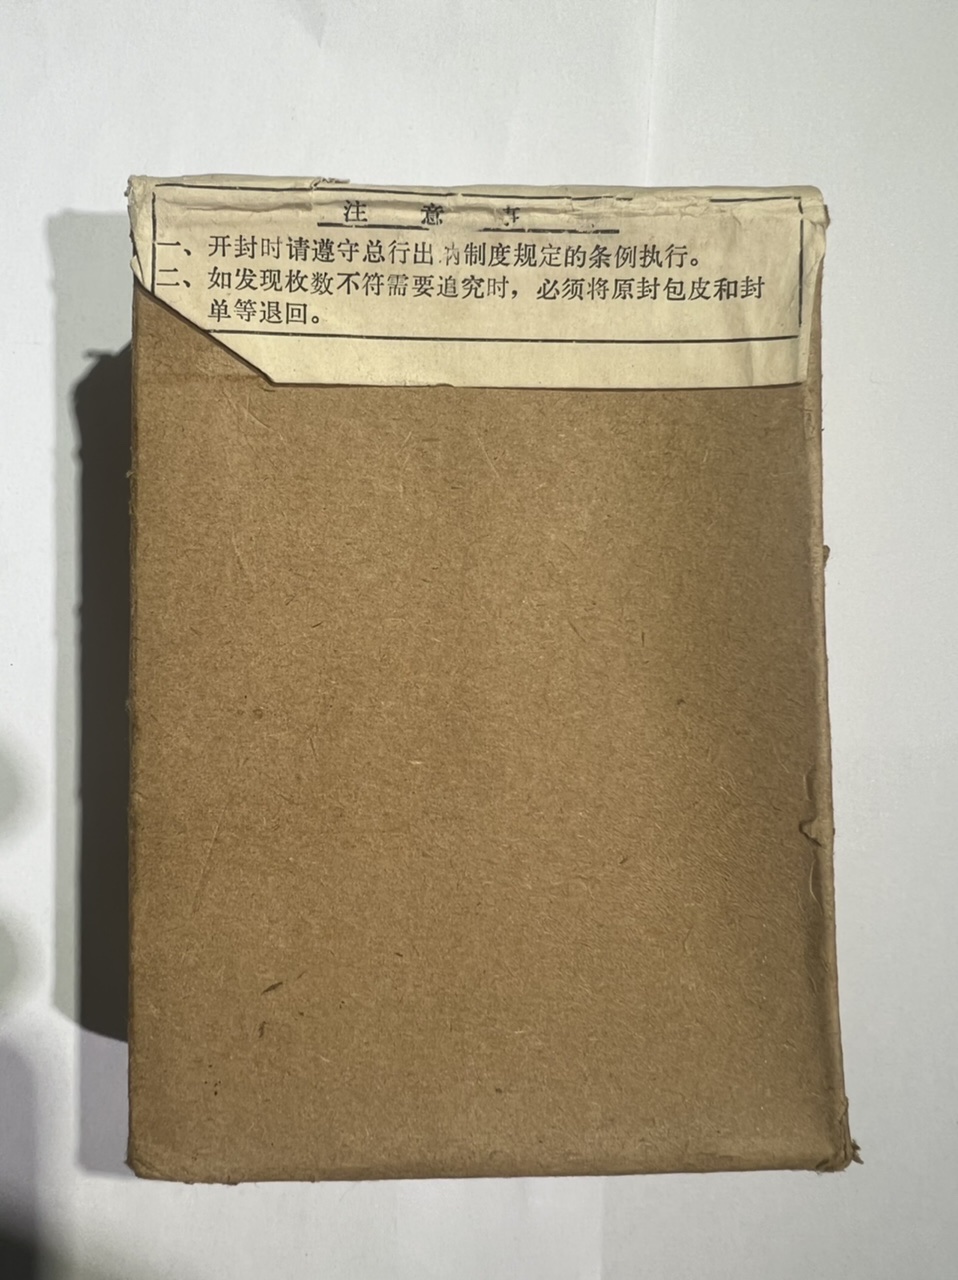 注意事
一、开封时请遵守总行出纳制度规定的条例执行。
二、如发现枚数不符需要追究时，必须将原封包皮和封
单等退回。